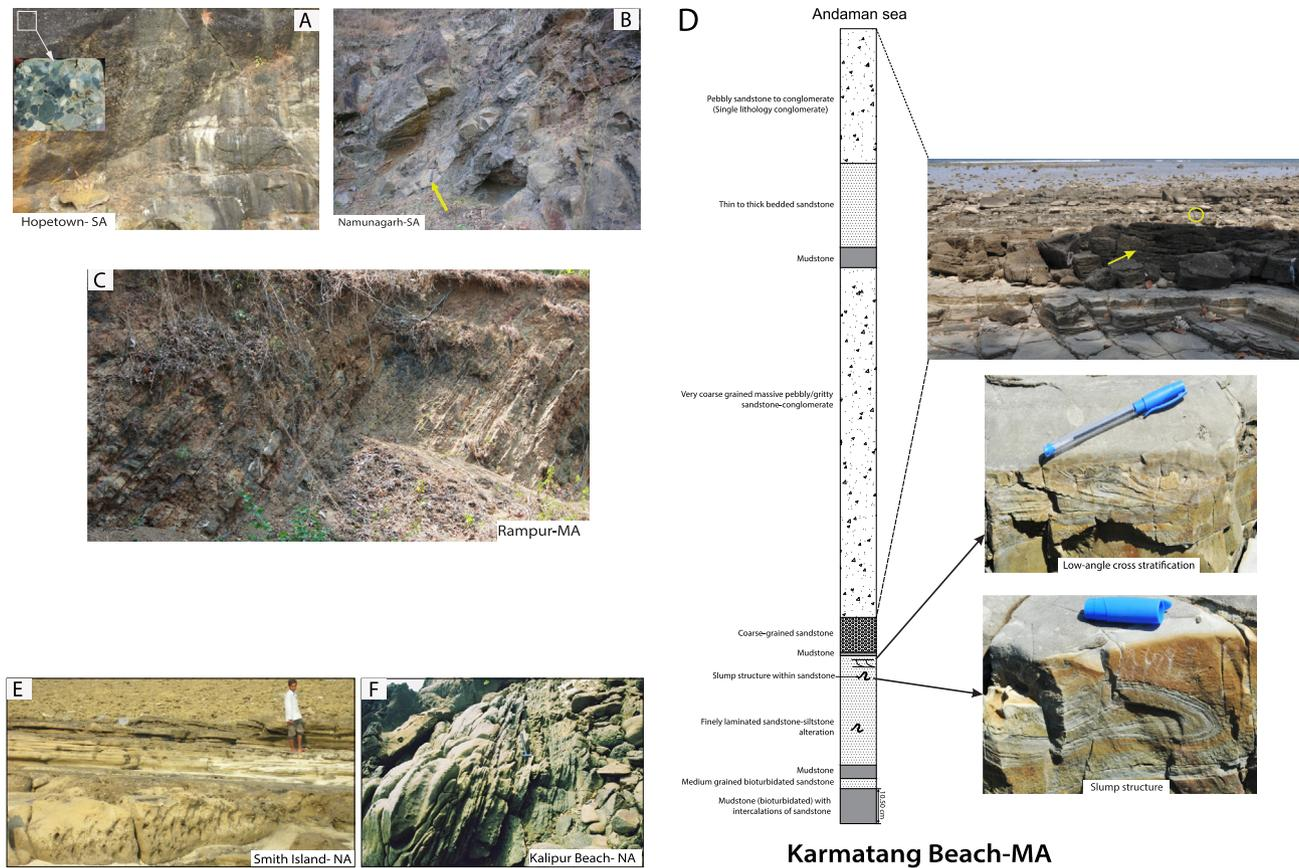 A
Hopetown- SA
B
Namunagarh-SA
C
Rampur-MA
E
Smith Island- NA
F
Kalipur Beach- NA
D
Andaman sea
Pebbly sandstone to conglomerate
(Single lithology conglomerate)
Thin to thick bedded sandstone
Mudstone
Very coarse grained massive pebbly/gritty
sandstone-conglomerate
Coarse-grained sandstone
Mudstone
Slump structure within sandstone
Finely laminated sandstone-siltstone
alteration
Mudstone
Medium grained bioturbidated sandstone
Mudstone (bioturbidated) with
intercalations of sandstone
10.50 cm
Low-angle cross stratification
Slump structure
Karmatang Beach-MA